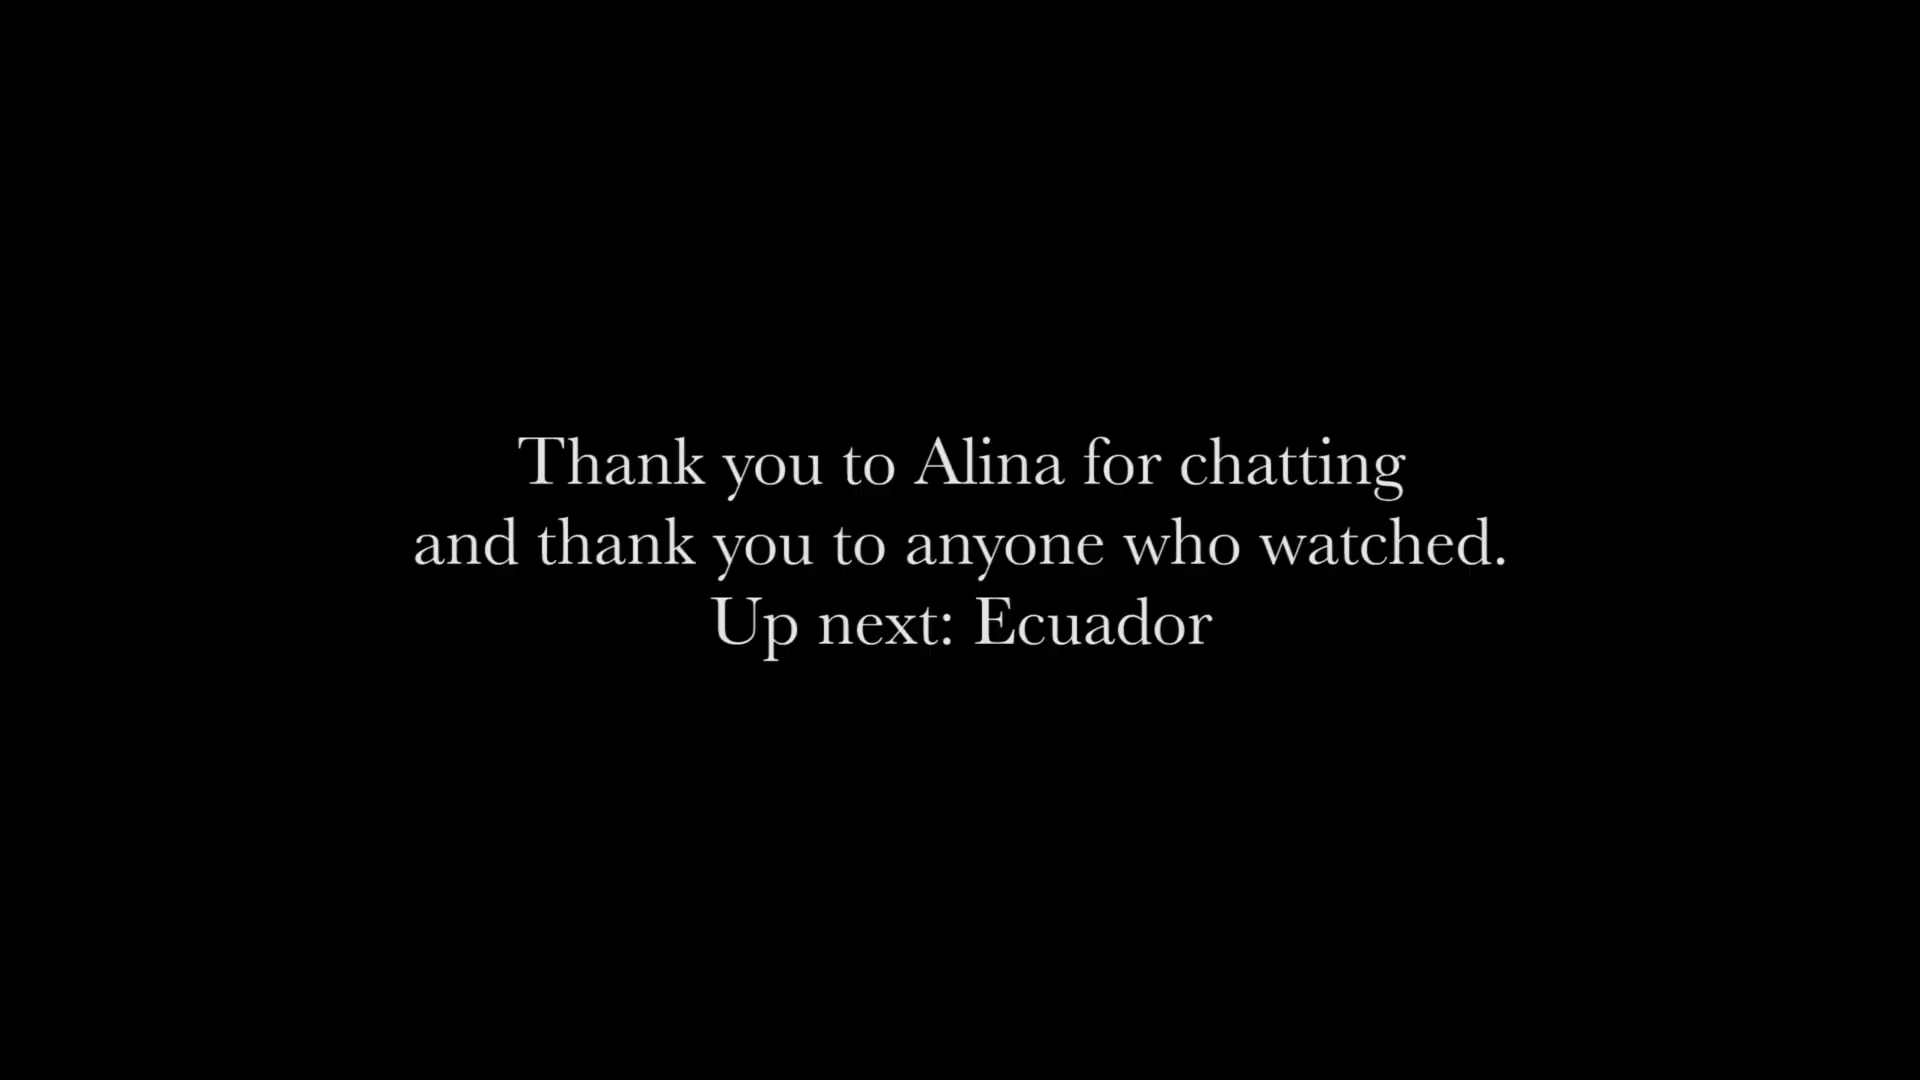 Thank you to Alina for chatting
and thank you to anyone who watched.
Up next: Ecuador